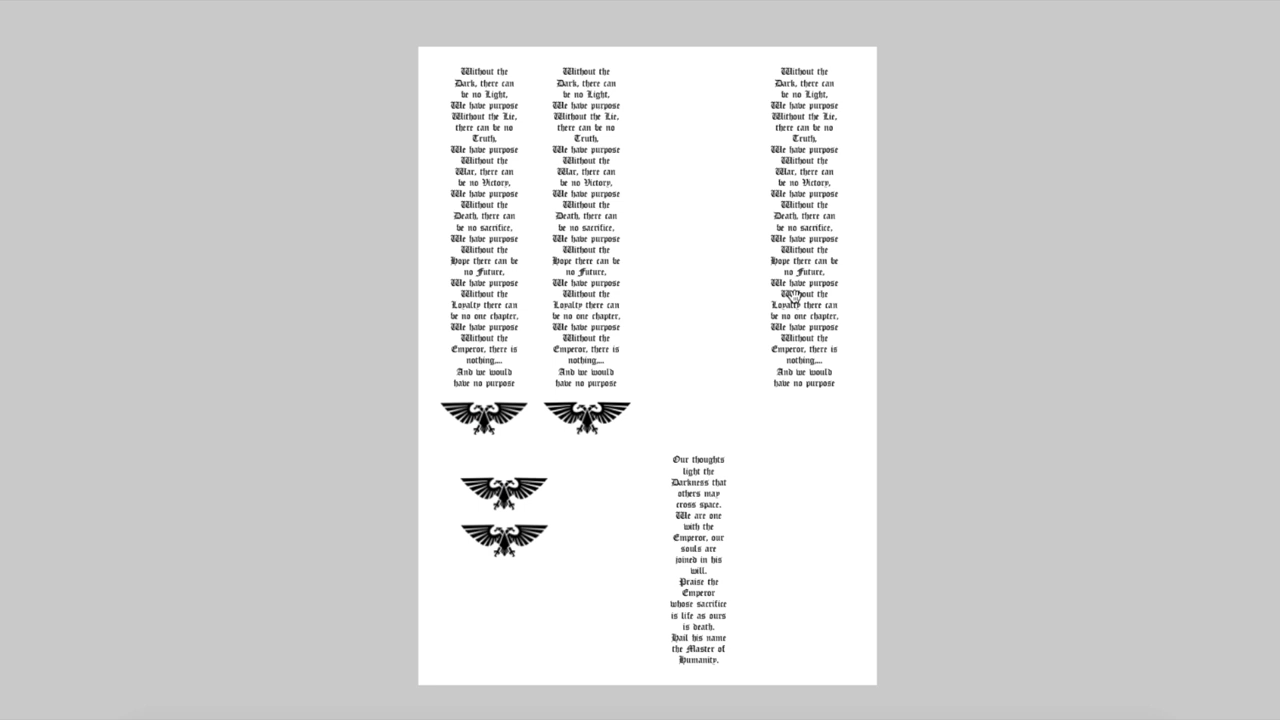 Without the
Dark, there can
be no Light,
We have purpose
Without the Lie,
there can be no
Truth,
We have purpose
Without the
War, there can
be no Victory,
We have purpose
Without the
Death, there can
be no sacrifice,
We have purpose
Without the
Hope there can be
no Future,
We have purpose
Without the
Loyalty there can
be no one chapter,
We have purpose
Without the
Emperor, there is
nothing,...
And we would
have no purpose
Without the
Dark, there can
be no Light,
We have purpose
Without the Lie,
there can be no
Truth,
We have purpose
Without the
War, there can
be no Victory,
We have purpose
Without the
Death, there can
be no sacrifice,
We have purpose
Without the
Hope there can be
no Future,
We have purpose
Without the
Loyalty there can
be no one chapter,
We have purpose
Without the
Emperor, there is
nothing,...
And we would
have no purpose
Without the
Dark, there can
be no Light,
We have purpose
Without the Lie,
there can be no
Truth,
We have purpose
Without the
War, there can
be no Victory,
We have purpose
Without the
Death, there can
be no sacrifice,
We have purpose
Without the
Hope there can be
no Future,
We have purpose
Without the
Loyalty there can
be no one chapter,
We have purpose
Without the
Emperor, there is
nothing,...
And we would
have no purpose
Our thoughts
light the
Darkness that
others may
cross space.
We are one
with the
Emperor, our
souls are
joined in his
will.
Praise the
Emperor
whose sacrifice
is life as ours
is death.
Hail his name
the Master of
Humanity.